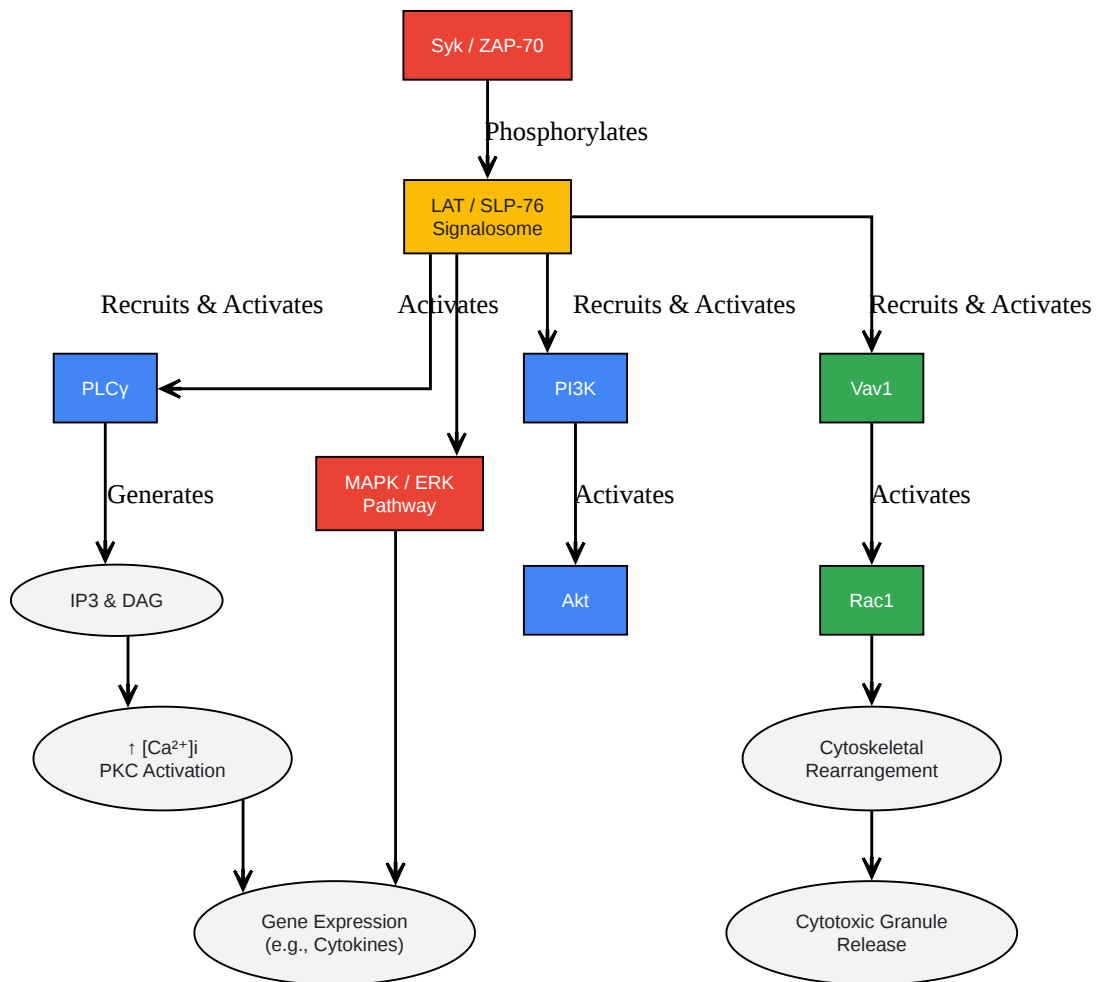 Syk / ZAP-70
Phosphorylates
LAT / SLP-76
Signalosome
Recruits & Activates
Activates
Recruits & Activates
Recruits & Activates
PLCγ
PI3K
Vav1
MAPK / ERK
Pathway
Generates
Activates
Activates
IP3 & DAG
Akt
Rac1
↑ [Ca²⁺]i
PKC Activation
Cytoskeletal
Rearrangement
Gene Expression
(e.g., Cytokines)
Cytotoxic Granule
Release